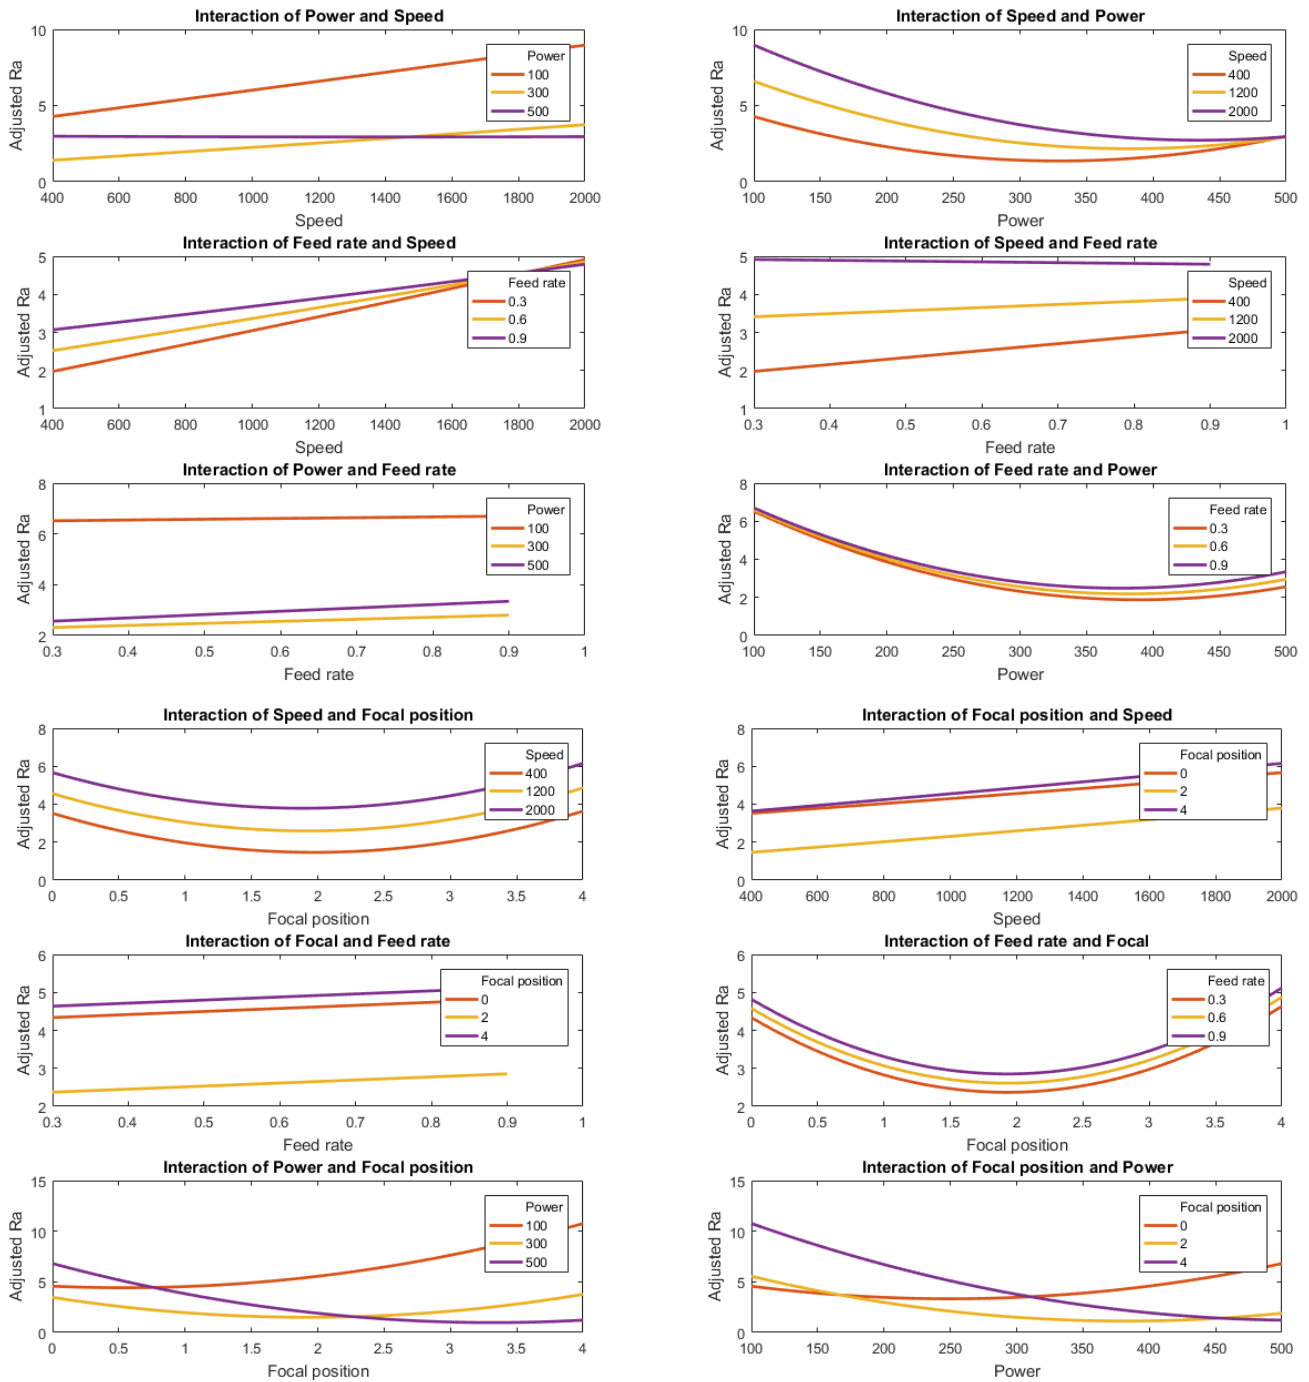 Interaction of Power and Speed
Adjusted Ra
10
5
0
Power
100
300
500
400 600 800 1000 1200 1400 1600 1800 2000
Speed
Interaction of Speed and Power
Adjusted Ra
10
5
0
Speed
400
1200
2000
100 150 200 250 300 350 400 450 500
Power
Interaction of Feed rate and Speed
Adjusted Ra
5
4
3
2
1
Feed rate
0.3
0.6
0.9
400 600 800 1000 1200 1400 1600 1800 2000
Speed
Interaction of Speed and Feed rate
Adjusted Ra
5
4
3
2
1
Speed
400
1200
2000
0.3 0.4 0.5 0.6 0.7 0.8 0.9 1
Feed rate
Interaction of Power and Feed rate
Adjusted Ra
8
6
4
2
Power
100
300
500
0.3 0.4 0.5 0.6 0.7 0.8 0.9 1
Feed rate
Interaction of Feed rate and Power
Adjusted Ra
8
6
4
2
0
Feed rate
0.3
0.6
0.9
100 150 200 250 300 350 400 450 500
Power
Interaction of Speed and Focal position
Adjusted Ra
8
6
4
2
0
Speed
400
1200
2000
0 0.5 1 1.5 2 2.5 3 3.5 4
Focal position
Interaction of Focal position and Speed
Adjusted Ra
8
6
4
2
0
Focal position
0
2
4
400 600 800 1000 1200 1400 1600 1800 2000
Speed
Interaction of Focal and Feed rate
Adjusted Ra
6
5
4
3
2
Focal position
0
2
4
0.3 0.4 0.5 0.6 0.7 0.8 0.9 1
Feed rate
Interaction of Feed rate and Focal
Adjusted Ra
6
5
4
3
2
Feed rate
0.3
0.6
0.9
0 0.5 1 1.5 2 2.5 3 3.5 4
Focal position
Interaction of Power and Focal position
Adjusted Ra
15
10
5
0
Power
100
300
500
0 0.5 1 1.5 2 2.5 3 3.5 4
Focal position
Interaction of Focal position and Power
Adjusted Ra
15
10
5
0
Focal position
0
2
4
100 150 200 250 300 350 400 450 500
Power